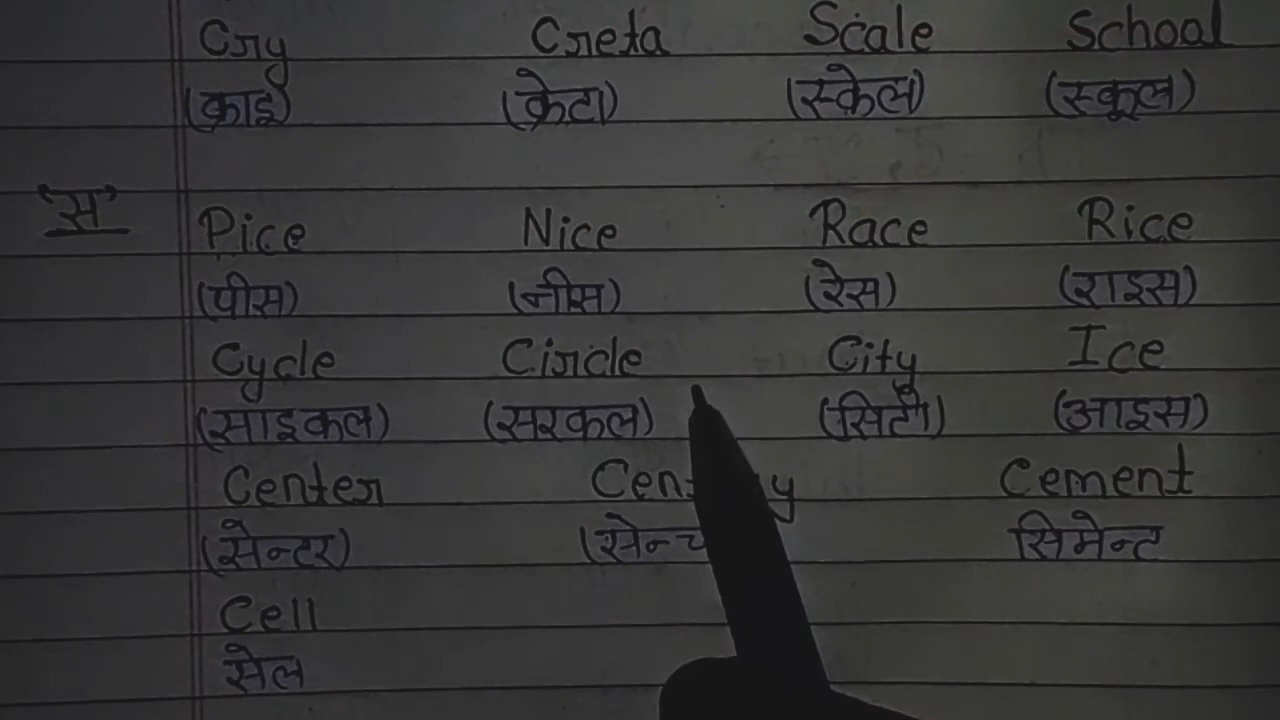 Cry Creta Scale School
(क्राइ) (क्रेटा) (स्केल) (स्कूल)
'स' Pice Nice Race Rice
(पीस) (नीस) (रेस) (राइस)
Cycle Circle City Ice
(साइकल) (सरकल) (सिटी) (आइस)
Center Cement
(सेन्टर) सिमेन्ट
Cell
सेल